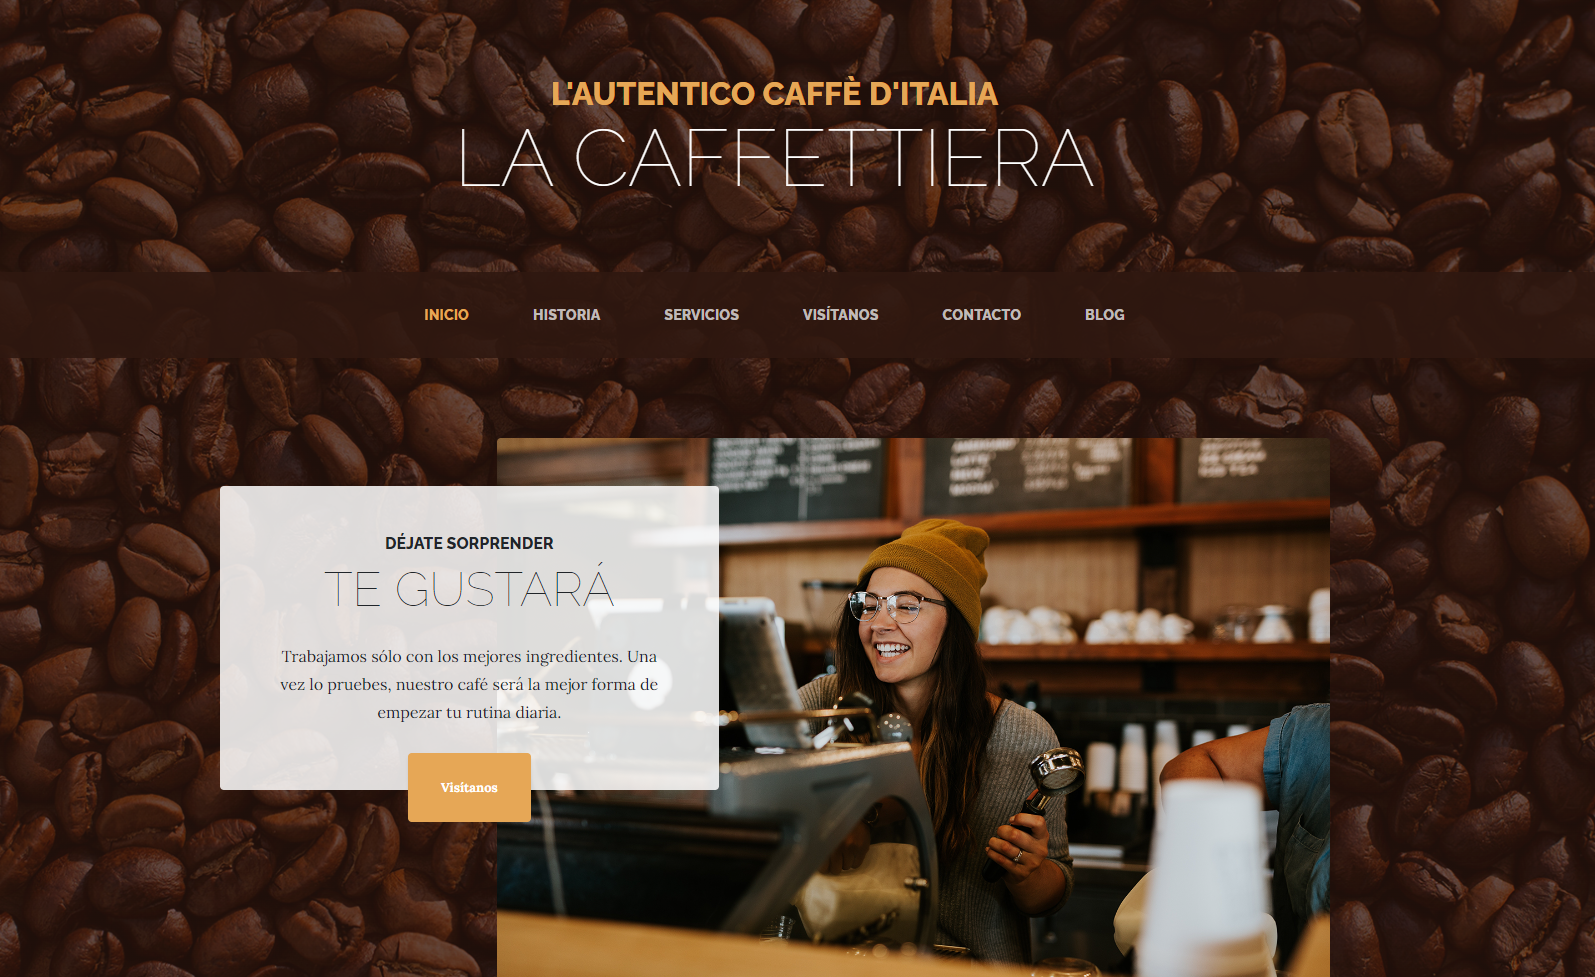 L'AUTENTICO CAFFÈ D'ITALIA
LA CAFFETTIERA
INICIO HISTORIA SERVICIOS VISÍTANOS CONTACTO BLOG
DÉJATE SORPRENDER
TE GUSTARÁ
Trabajamos sólo con los mejores ingredientes. Una
vez lo pruebes, nuestro café será la mejor forma de
empezar tu rutina diaria.
Visítanos